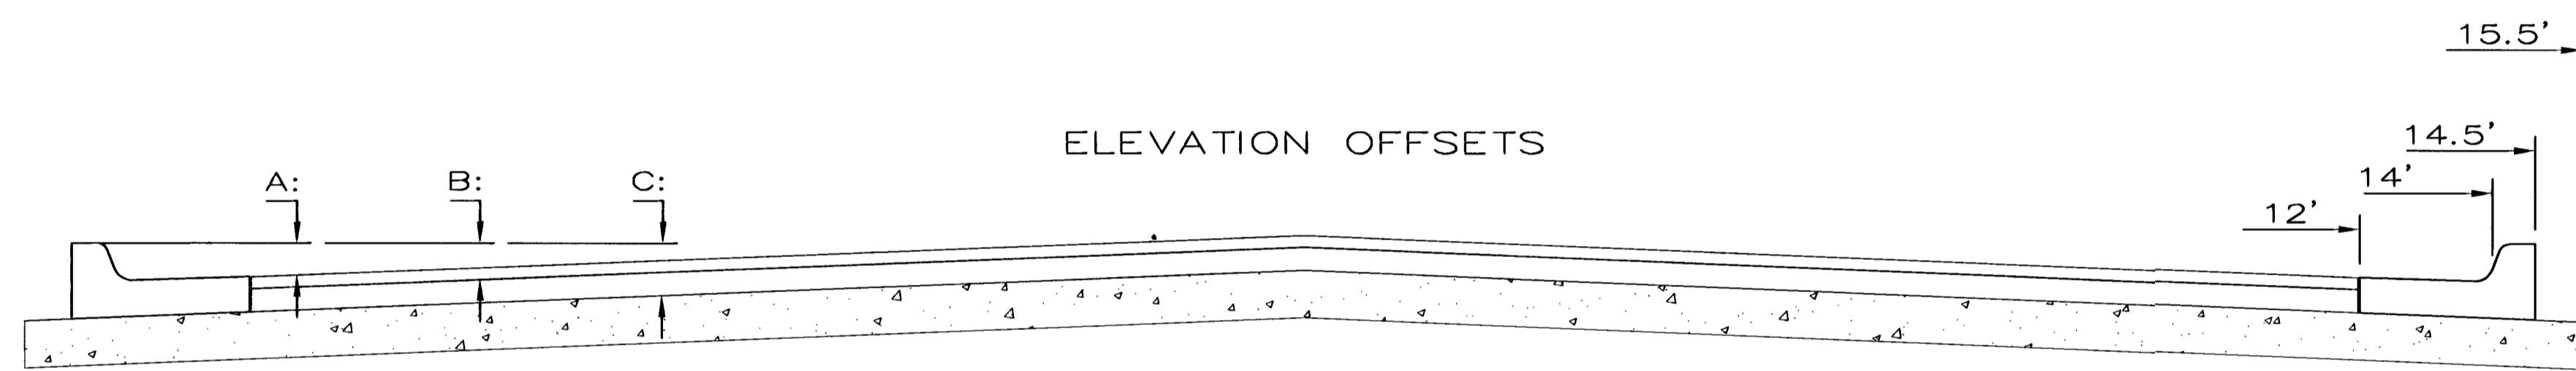 15.5'
ELEVATION OFFSETS
14.5'
A: B: C:
14'
12'